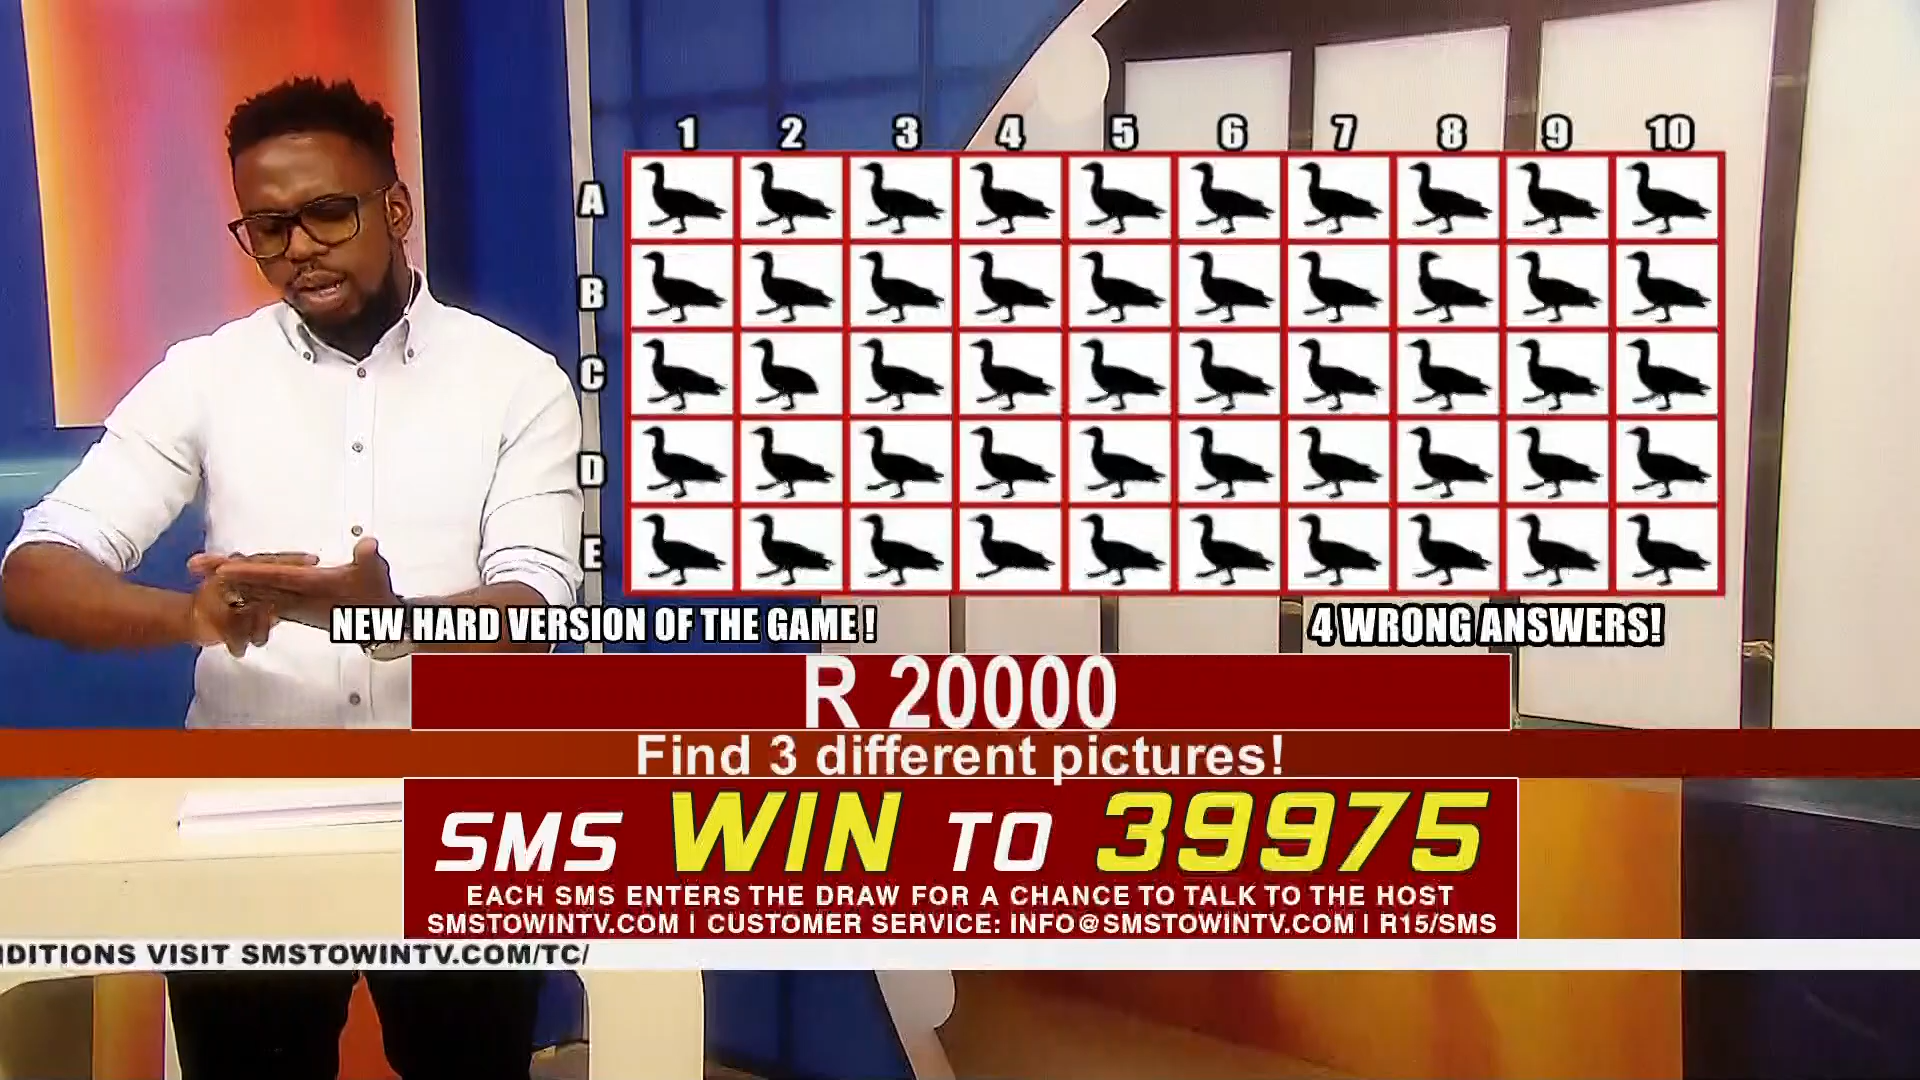 1 2 3 4 5 6 7 8 9 10
A
B
C
D
E
NEW HARD VERSION OF THE GAME !
4 WRONG ANSWERS!
R 20000
Find 3 different pictures!
SMS WIN TO 39975
EACH SMS ENTERS THE DRAW FOR A CHANCE TO TALK TO THE HOST
SMSTOWINTV.COM | CUSTOMER SERVICE: INFO@SMSTOWINTV.COM | R15/SMS
NDITIONS VISIT SMSTOWINTV.COM/TC/